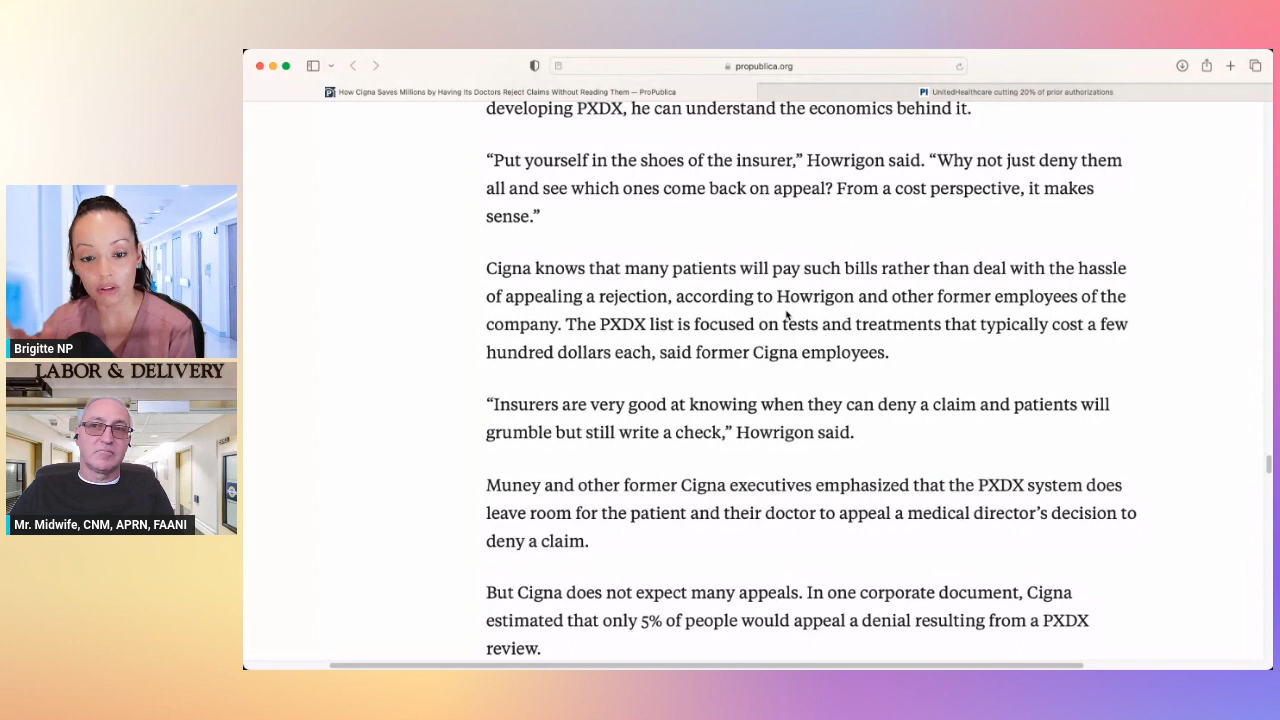 propublica.org
How Cigna Saves Millions by Having Its Doctors Reject Claims Without Reading Them — ProPublica
PI UnitedHealthcare cutting 20% of prior authorizations
developing PXDX, he can understand the economics behind it.
“Put yourself in the shoes of the insurer,” Howrigon said. “Why not just deny them
all and see which ones come back on appeal? From a cost perspective, it makes
sense.”
Cigna knows that many patients will pay such bills rather than deal with the hassle
of appealing a rejection, according to Howrigon and other former employees of the
company. The PXDX list is focused on tests and treatments that typically cost a few
hundred dollars each, said former Cigna employees.
“Insurers are very good at knowing when they can deny a claim and patients will
grumble but still write a check,” Howrigon said.
Muney and other former Cigna executives emphasized that the PXDX system does
leave room for the patient and their doctor to appeal a medical director’s decision to
deny a claim.
But Cigna does not expect many appeals. In one corporate document, Cigna
estimated that only 5% of people would appeal a denial resulting from a PXDX
review.
Brigitte NP
LABOR & DELIVERY
Mr. Midwife, CNM, APRN, FAANI